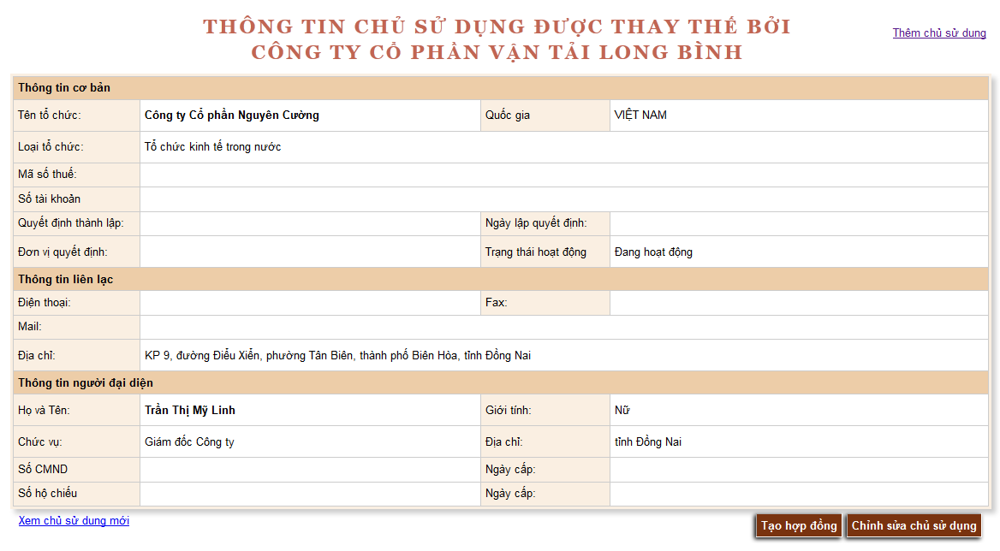 THÔNG TIN CHỦ SỬ DỤNG ĐƯỢC THAY THẾ BỞI
CÔNG TY CỔ PHẦN VẬN TẢI LONG BÌNH
Thêm chủ sử dung
Thông tin cơ bản
Tên tổ chức: Công ty Cổ phần Nguyên Cường Quốc gia VIỆT NAM
Loại tổ chức: Tổ chức kinh tế trong nước
Mã số thuế:
Số tài khoản
Quyết định thành lập: Ngày lập quyết định:
Đơn vị quyết định: Trạng thái hoạt động Đang hoạt động
Thông tin liên lạc
Điện thoại: Fax:
Mail:
Địa chỉ: KP 9, đường Điểu Xiển, phường Tân Biên, thành phố Biên Hòa, tỉnh Đồng Nai
Thông tin người đại diện
Họ và Tên: Trần Thị Mỹ Linh Giới tính: Nữ
Chức vụ: Giám đốc Công ty Địa chỉ: tỉnh Đồng Nai
Số CMND Ngày cấp:
Số hộ chiếu Ngày cấp:
Xem chủ sử dung mới Tạo hợp đồng Chỉnh sửa chủ sử dụng